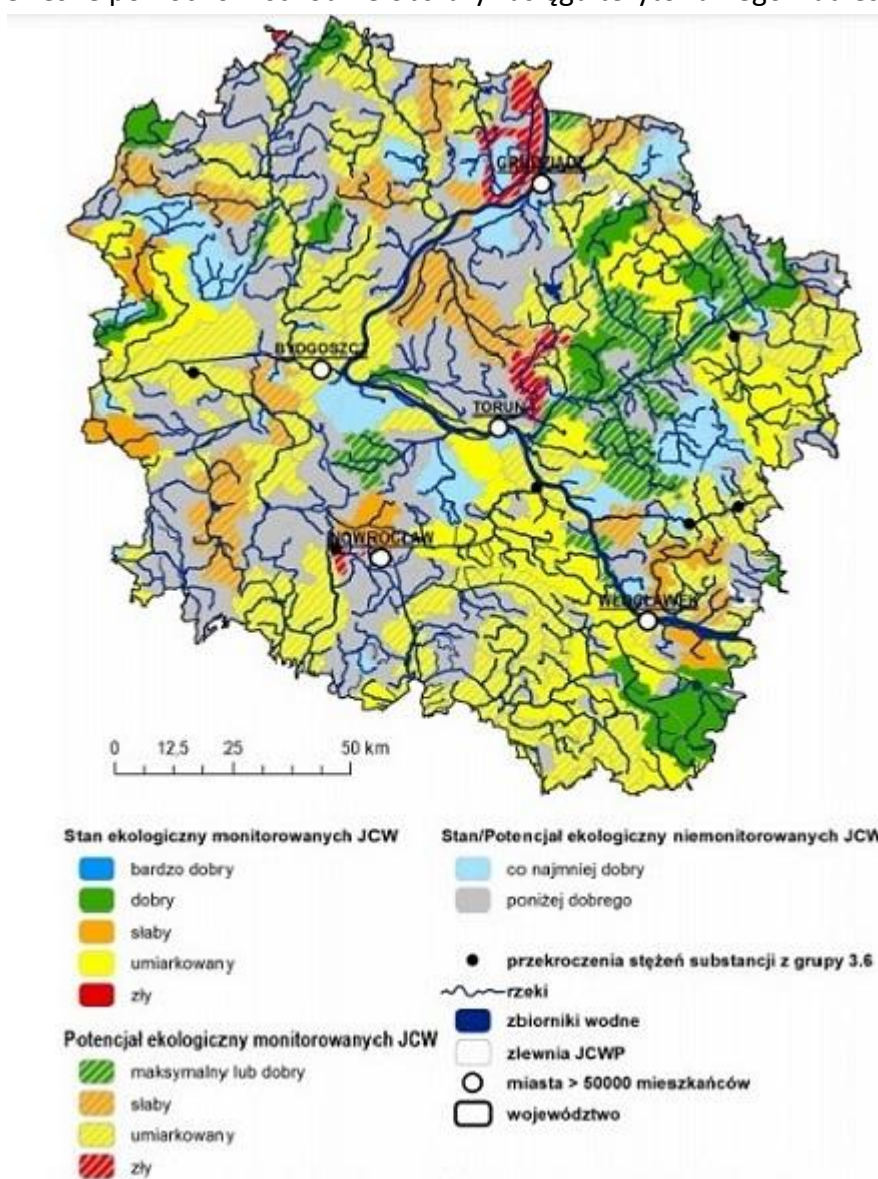 GRUDZIĄDZ
BYDGOSZCZ
TORUŃ
INOWROCŁAW
WŁOCŁAWEK
0 12,5 25 50 km
Stan ekologiczny monitorowanych JCW
bardzo dobry
dobry
słaby
umiarkowany
zły
Potencjał ekologiczny monitorowanych JCW
maksymalny lub dobry
słaby
umiarkowany
zły
Stan/Potencjał ekologiczny niemonitorowanych JCW
co najmniej dobry
poniżej dobrego
przekroczenia stężeń substancji z grupy 3.6
rzeki
zbiorniki wodne
zlewnia JCWP
miasta > 50000 mieszkańców
województwo